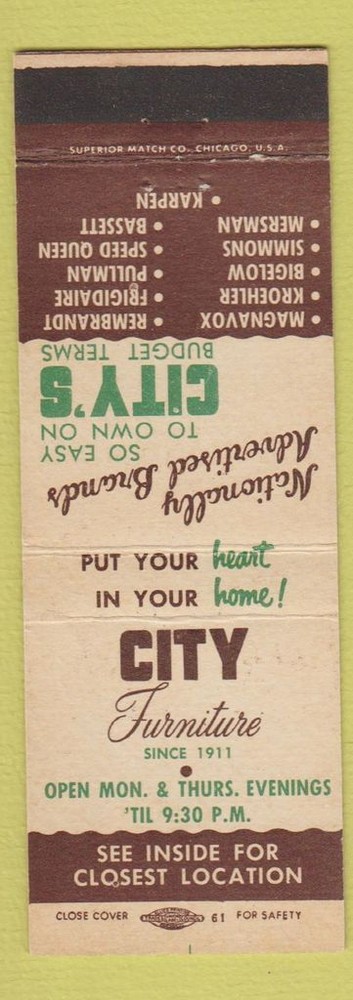 SUPERIOR MATCH CO. CHICAGO, U.S.A.
Nationally
Advertised Brands
SO EASY
TO OWN ON
CITY'S
BUDGET TERMS
• MAGNAVOX • REMBRANDT
• KROEHLER • FRIGIDAIRE
• BIGELOW • PULLMAN
• SIMMONS • SPEED QUEEN
• MERSMAN • BASSETT
• KARPEN
PUT YOUR heart
IN YOUR home!
CITY
Furniture
SINCE 1911
•
OPEN MON. & THURS. EVENINGS
'TIL 9:30 P.M.
SEE INSIDE FOR
CLOSEST LOCATION
CLOSE COVER 61 FOR SAFETY